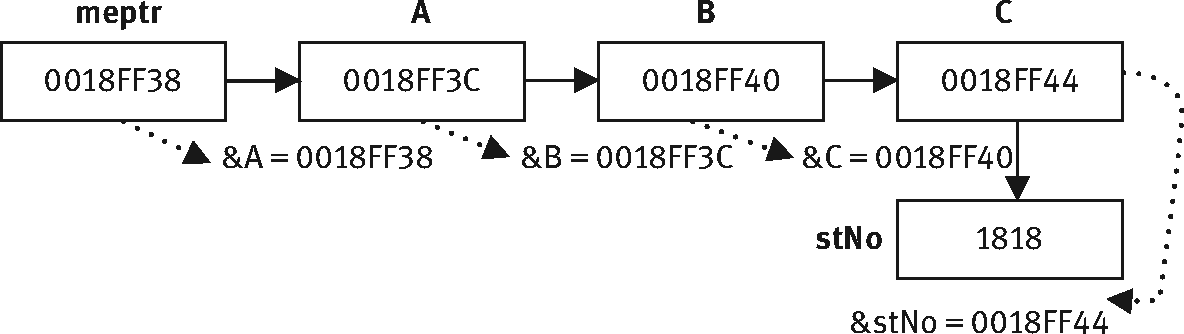 meptr A B C
0018FF38 0018FF3C 0018FF40 0018FF44
&A = 0018FF38 &B = 0018FF3C &C = 0018FF40
stNo 1818
&stNo = 0018FF44